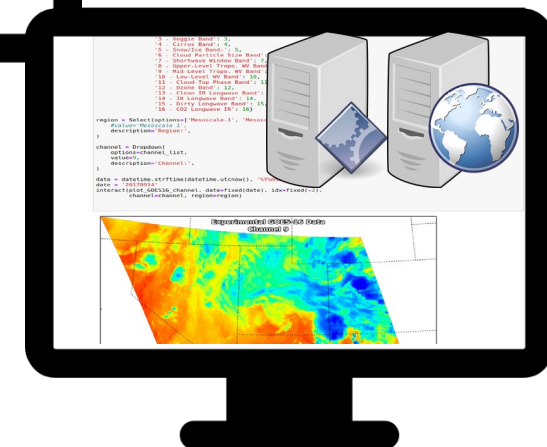 '3 - Veggie Band': 3,
'4 - Cirrus Band': 4,
'5 - Snow/Ice Band:': 5,
'6 - Cloud Particle Size Band'
'7 - Shortwave Window Band': 7,
'8 - Upper-Level Tropo. WV Band'
'9 - Mid-Level Tropo. WV Band'
'10 - Low-Level WV Band': 10,
'11 - Cloud-Top Phase Band': 11
'12 - Ozone Band': 12,
'13 - Clean IR Longwave Band':
'14 - IR Longwave Band': 14,
'15 - Dirty Longwave Band': 15,
'16 - CO2 Longwave IR': 16}
region = Select(options=['Mesoscale-1', 'Mesosc
#value='Mesoscale 1',
description='Region:',
)
channel = Dropdown(
options=channel_list,
value=9,
description='Channel:',
)
date = datetime.strftime(datetime.utcnow(), '%Y%m
date = '20170914'
interact(plot_GOES16_channel, date=fixed(date), idx=fixed(-2),
channel=channel, region=region)
Experimental GOES-16 Data
Channel 9